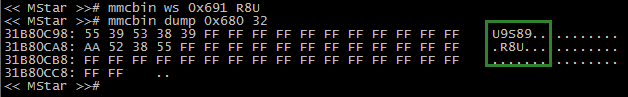 << MStar >># mmcbin ws 0x691 R8U
<< MStar >># mmcbin dump 0x680 32
31B80C98: 55 39 53 38 39 FF FF FF FF FF FF FF FF FF FF FF    U9S89.. .........
31B80CA8: AA 52 38 55 FF FF FF FF FF FF FF FF FF FF FF FF    .R8U... .........
31B80CB8: FF FF FF FF FF FF FF FF FF FF FF FF FF FF FF FF    ....... .........
31B80CC8: FF FF    ..
<< MStar >>#